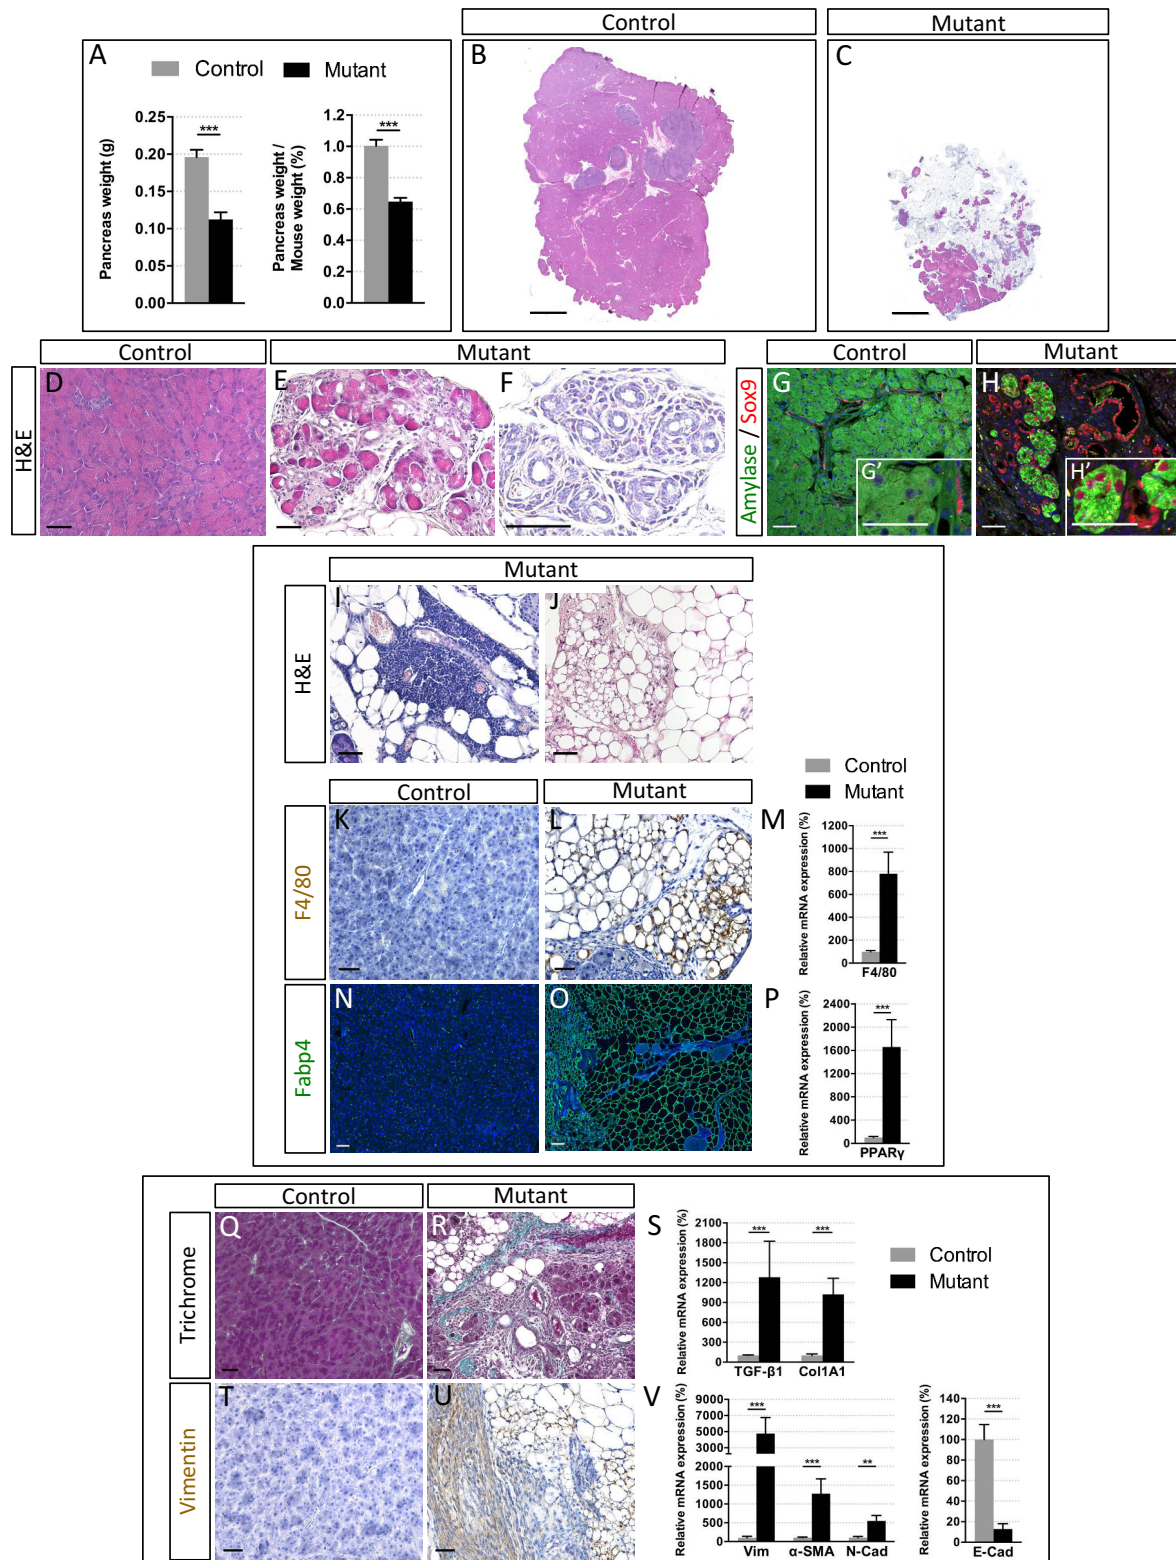 Control
Mutant
A
Control
Mutant
B
C
Pancreas weight (g)
0.25
0.20
0.15
0.10
0.05
0.00
***
Pancreas weight /
Mouse weight (%)
1.2
1.0
0.8
0.6
0.4
0.2
0.0
***
Control
Mutant
Control
Mutant
H&E
D
E
F
Amylase / Sox9
G
G'
H
H'
Mutant
H&E
I
J
Control
Mutant
Control
Mutant
F4/80
K
L
M
Relative mRNA expression (%)
1200
1000
800
600
400
200
0
***
F4/80
Fabp4
N
O
P
Relative mRNA expression (%)
2400
2000
1600
1200
800
400
0
***
PPARγ
Control
Mutant
Trichrome
Q
R
S
Relative mRNA expression (%)
2100
1800
1500
1200
900
600
300
0
***
***
TGF-β1
Col1A1
Control
Mutant
Vimentin
T
U
V
Relative mRNA expression (%)
9000
7000
5000
3000
2000
1500
1000
500
0
***
***
**
Vim
α-SMA
N-Cad
Relative mRNA expression (%)
140
120
100
80
60
40
20
0
***
E-Cad